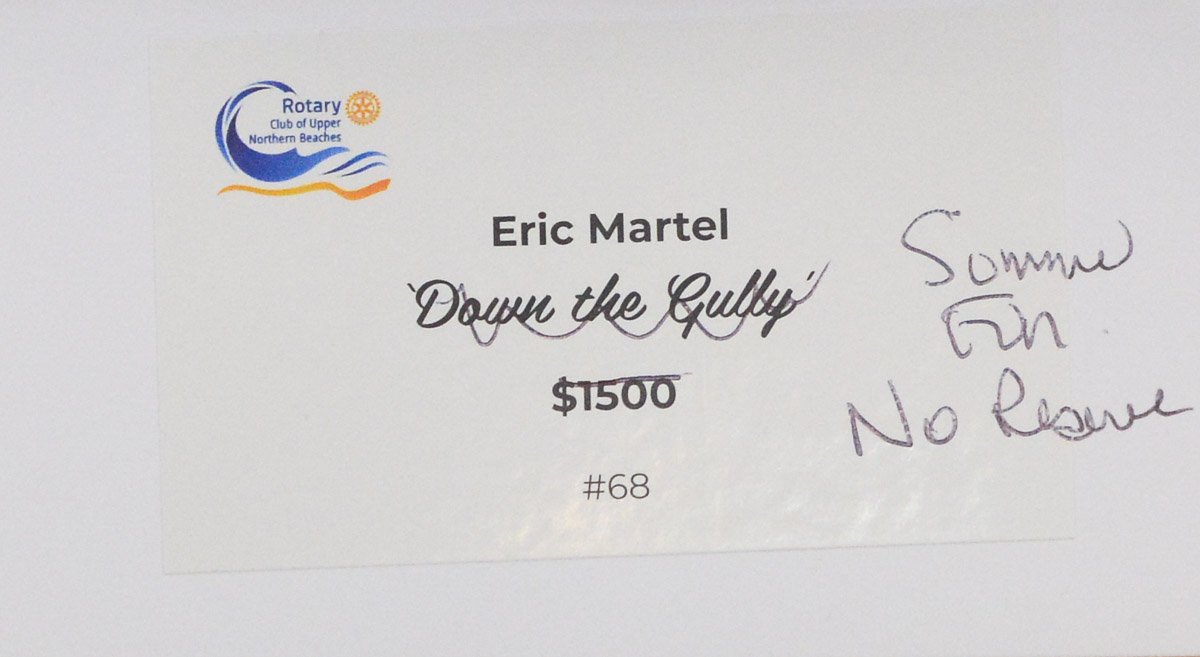 Rotary
Club of Upper
Northern Beaches
Eric Martel
'Down the Gully'
$1500
#68
No Reserve